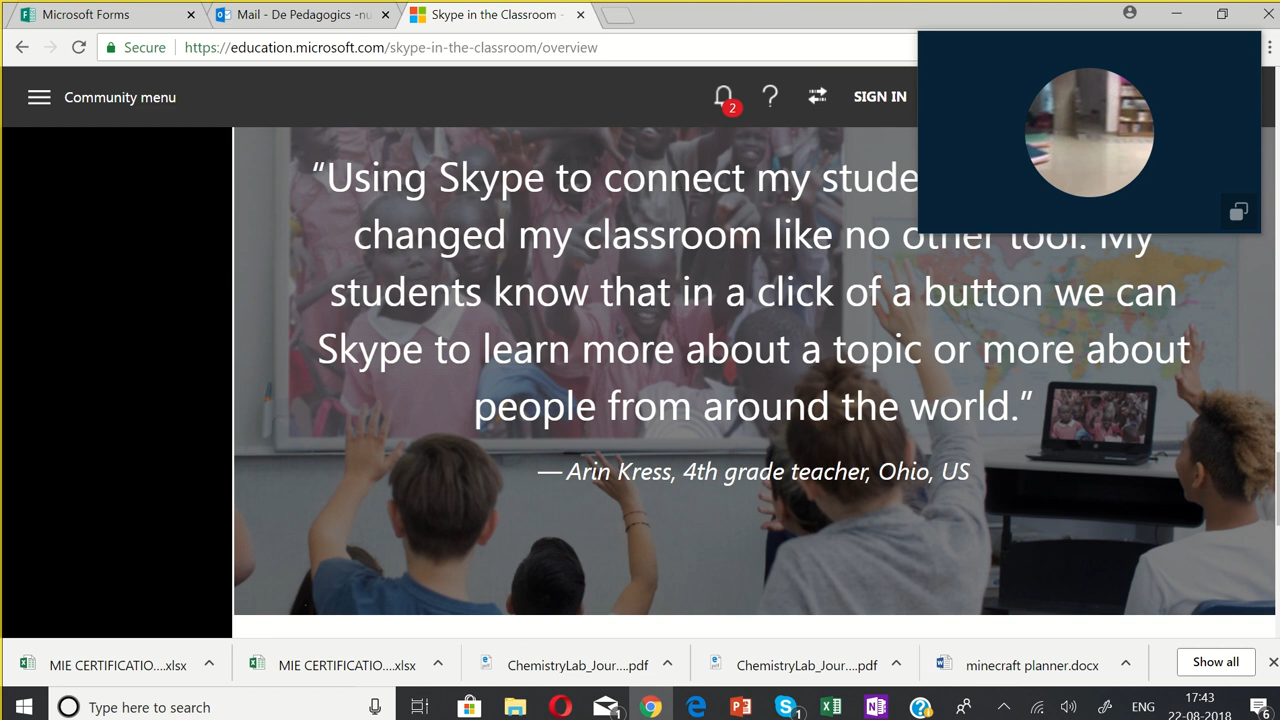 Microsoft Forms
Mail - De Pedagogics -nu
Skype in the Classroom -
Secure
https://education.microsoft.com/skype-in-the-classroom/overview
Community menu
2
SIGN IN
“Using Skype to connect my stude
changed my classroom like no other tool. My
students know that in a click of a button we can
Skype to learn more about a topic or more about
people from around the world.”
— Arin Kress, 4th grade teacher, Ohio, US
MIE CERTIFICATIO....xlsx
MIE CERTIFICATIO....xlsx
ChemistryLab_Jour....pdf
ChemistryLab_Jour....pdf
minecraft planner.docx
Show all
Type here to search
1
1
ENG
17:43
22-08-2018
6